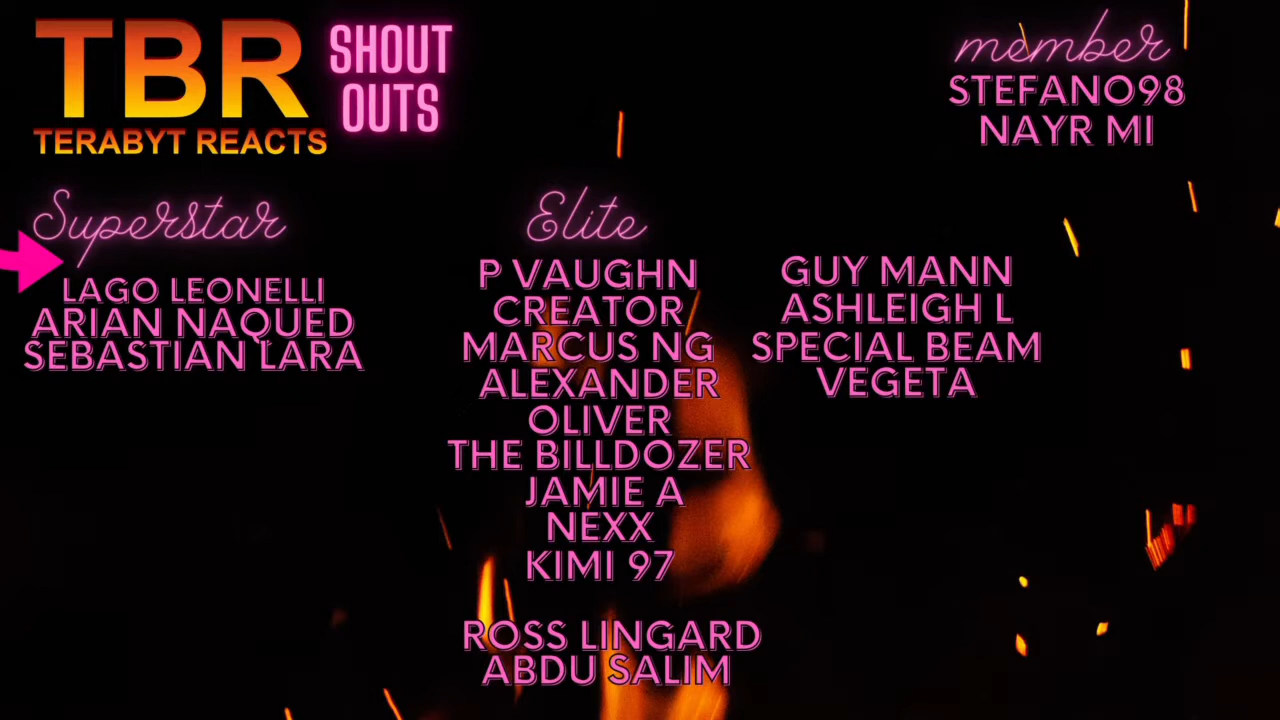 TBR
TERABYT REACTS
SHOUT
OUTS
member
STEFANO98
NAYR MI
Superstar
LAGO LEONELLI
ARIAN NAQUED
SEBASTIAN LARA
Elite
P VAUGHN
CREATOR
MARCUS NG
ALEXANDER
OLIVER
THE BILLDOZER
JAMIE A
NEXX
KIMI 97
ROSS LINGARD
ABDU SALIM
GUY MANN
ASHLEIGH L
SPECIAL BEAM
VEGETA